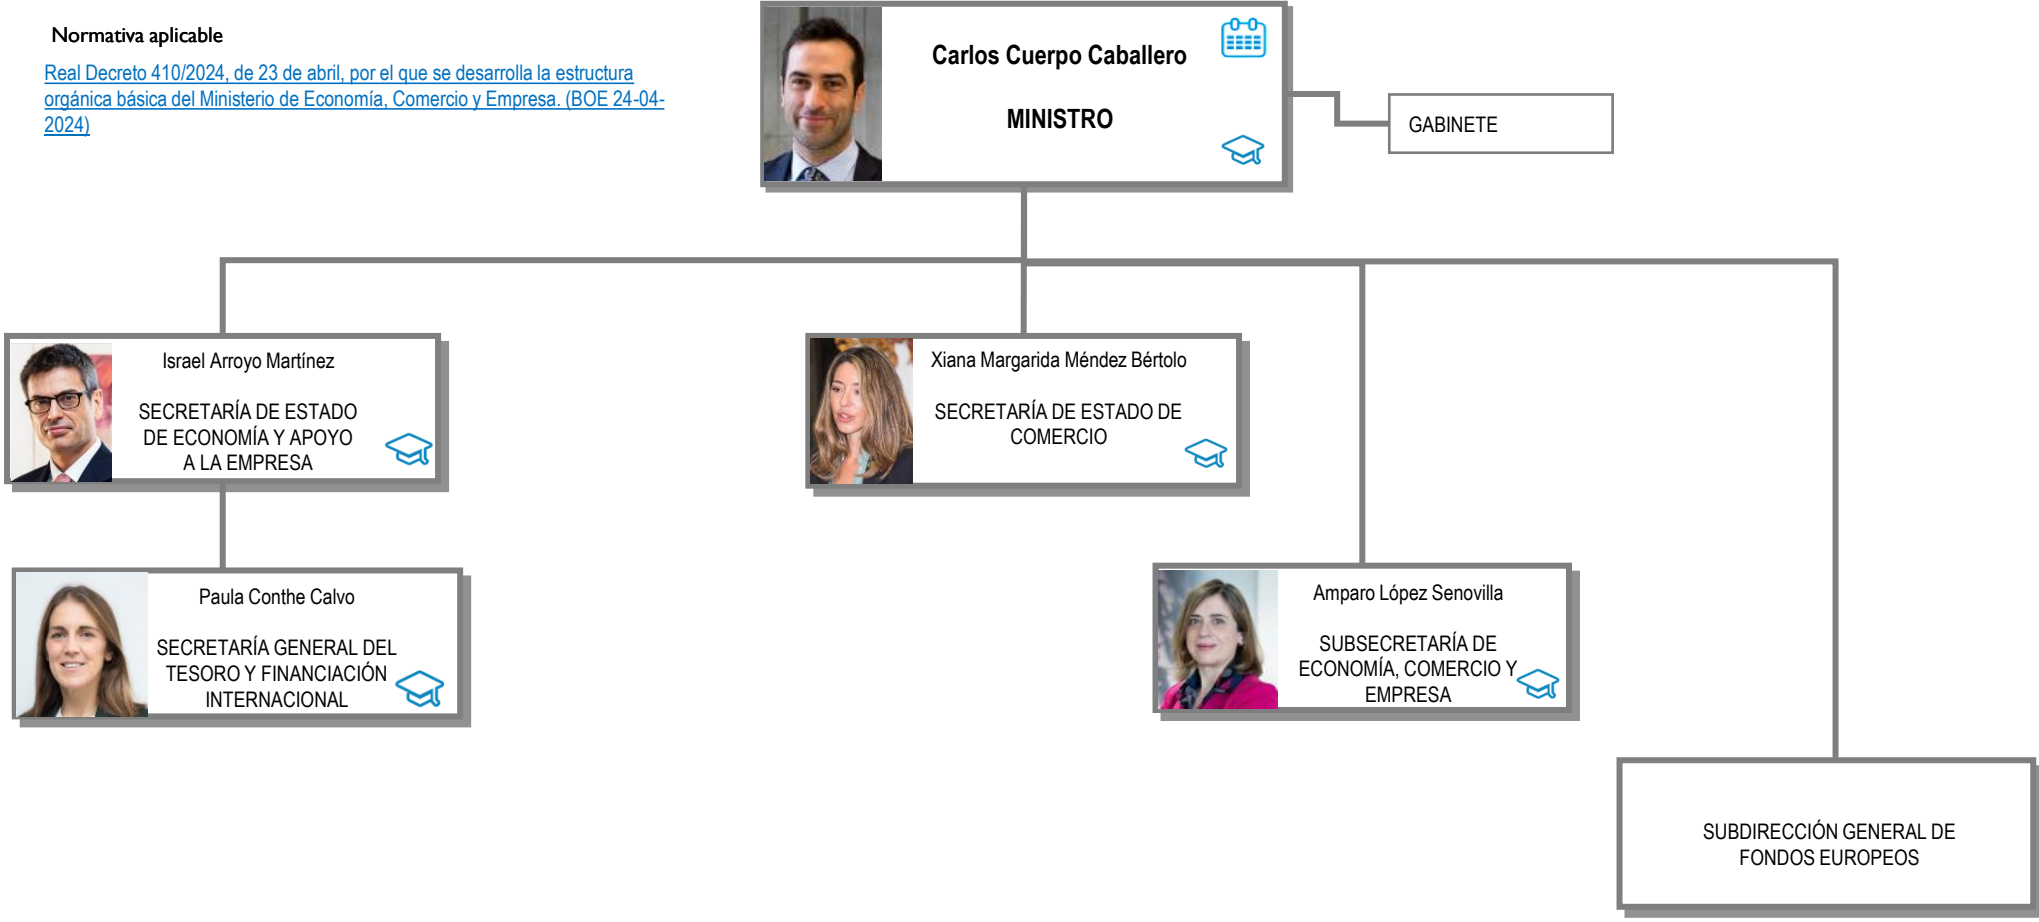 Normativa aplicable
Real Decreto 410/2024, de 23 de abril, por el que se desarrolla la estructura
orgánica básica del Ministerio de Economía, Comercio y Empresa. (BOE 24-04-
2024)
Carlos Cuerpo Caballero
MINISTRO
GABINETE
Israel Arroyo Martínez
SECRETARÍA DE ESTADO
DE ECONOMÍA Y APOYO
A LA EMPRESA
Xiana Margarida Méndez Bértolo
SECRETARÍA DE ESTADO DE
COMERCIO
Paula Conthe Calvo
SECRETARÍA GENERAL DEL
TESORO Y FINANCIACIÓN
INTERNACIONAL
Amparo López Senovilla
SUBSECRETARÍA DE
ECONOMÍA, COMERCIO Y
EMPRESA
SUBDIRECCIÓN GENERAL DE
FONDOS EUROPEOS